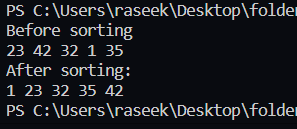 PS C:\Users\raseek\Desktop\folder
Before sorting
23 42 32 1 35
After sorting:
1 23 32 35 42
PS C:\Users\raseek\Desktop\folder